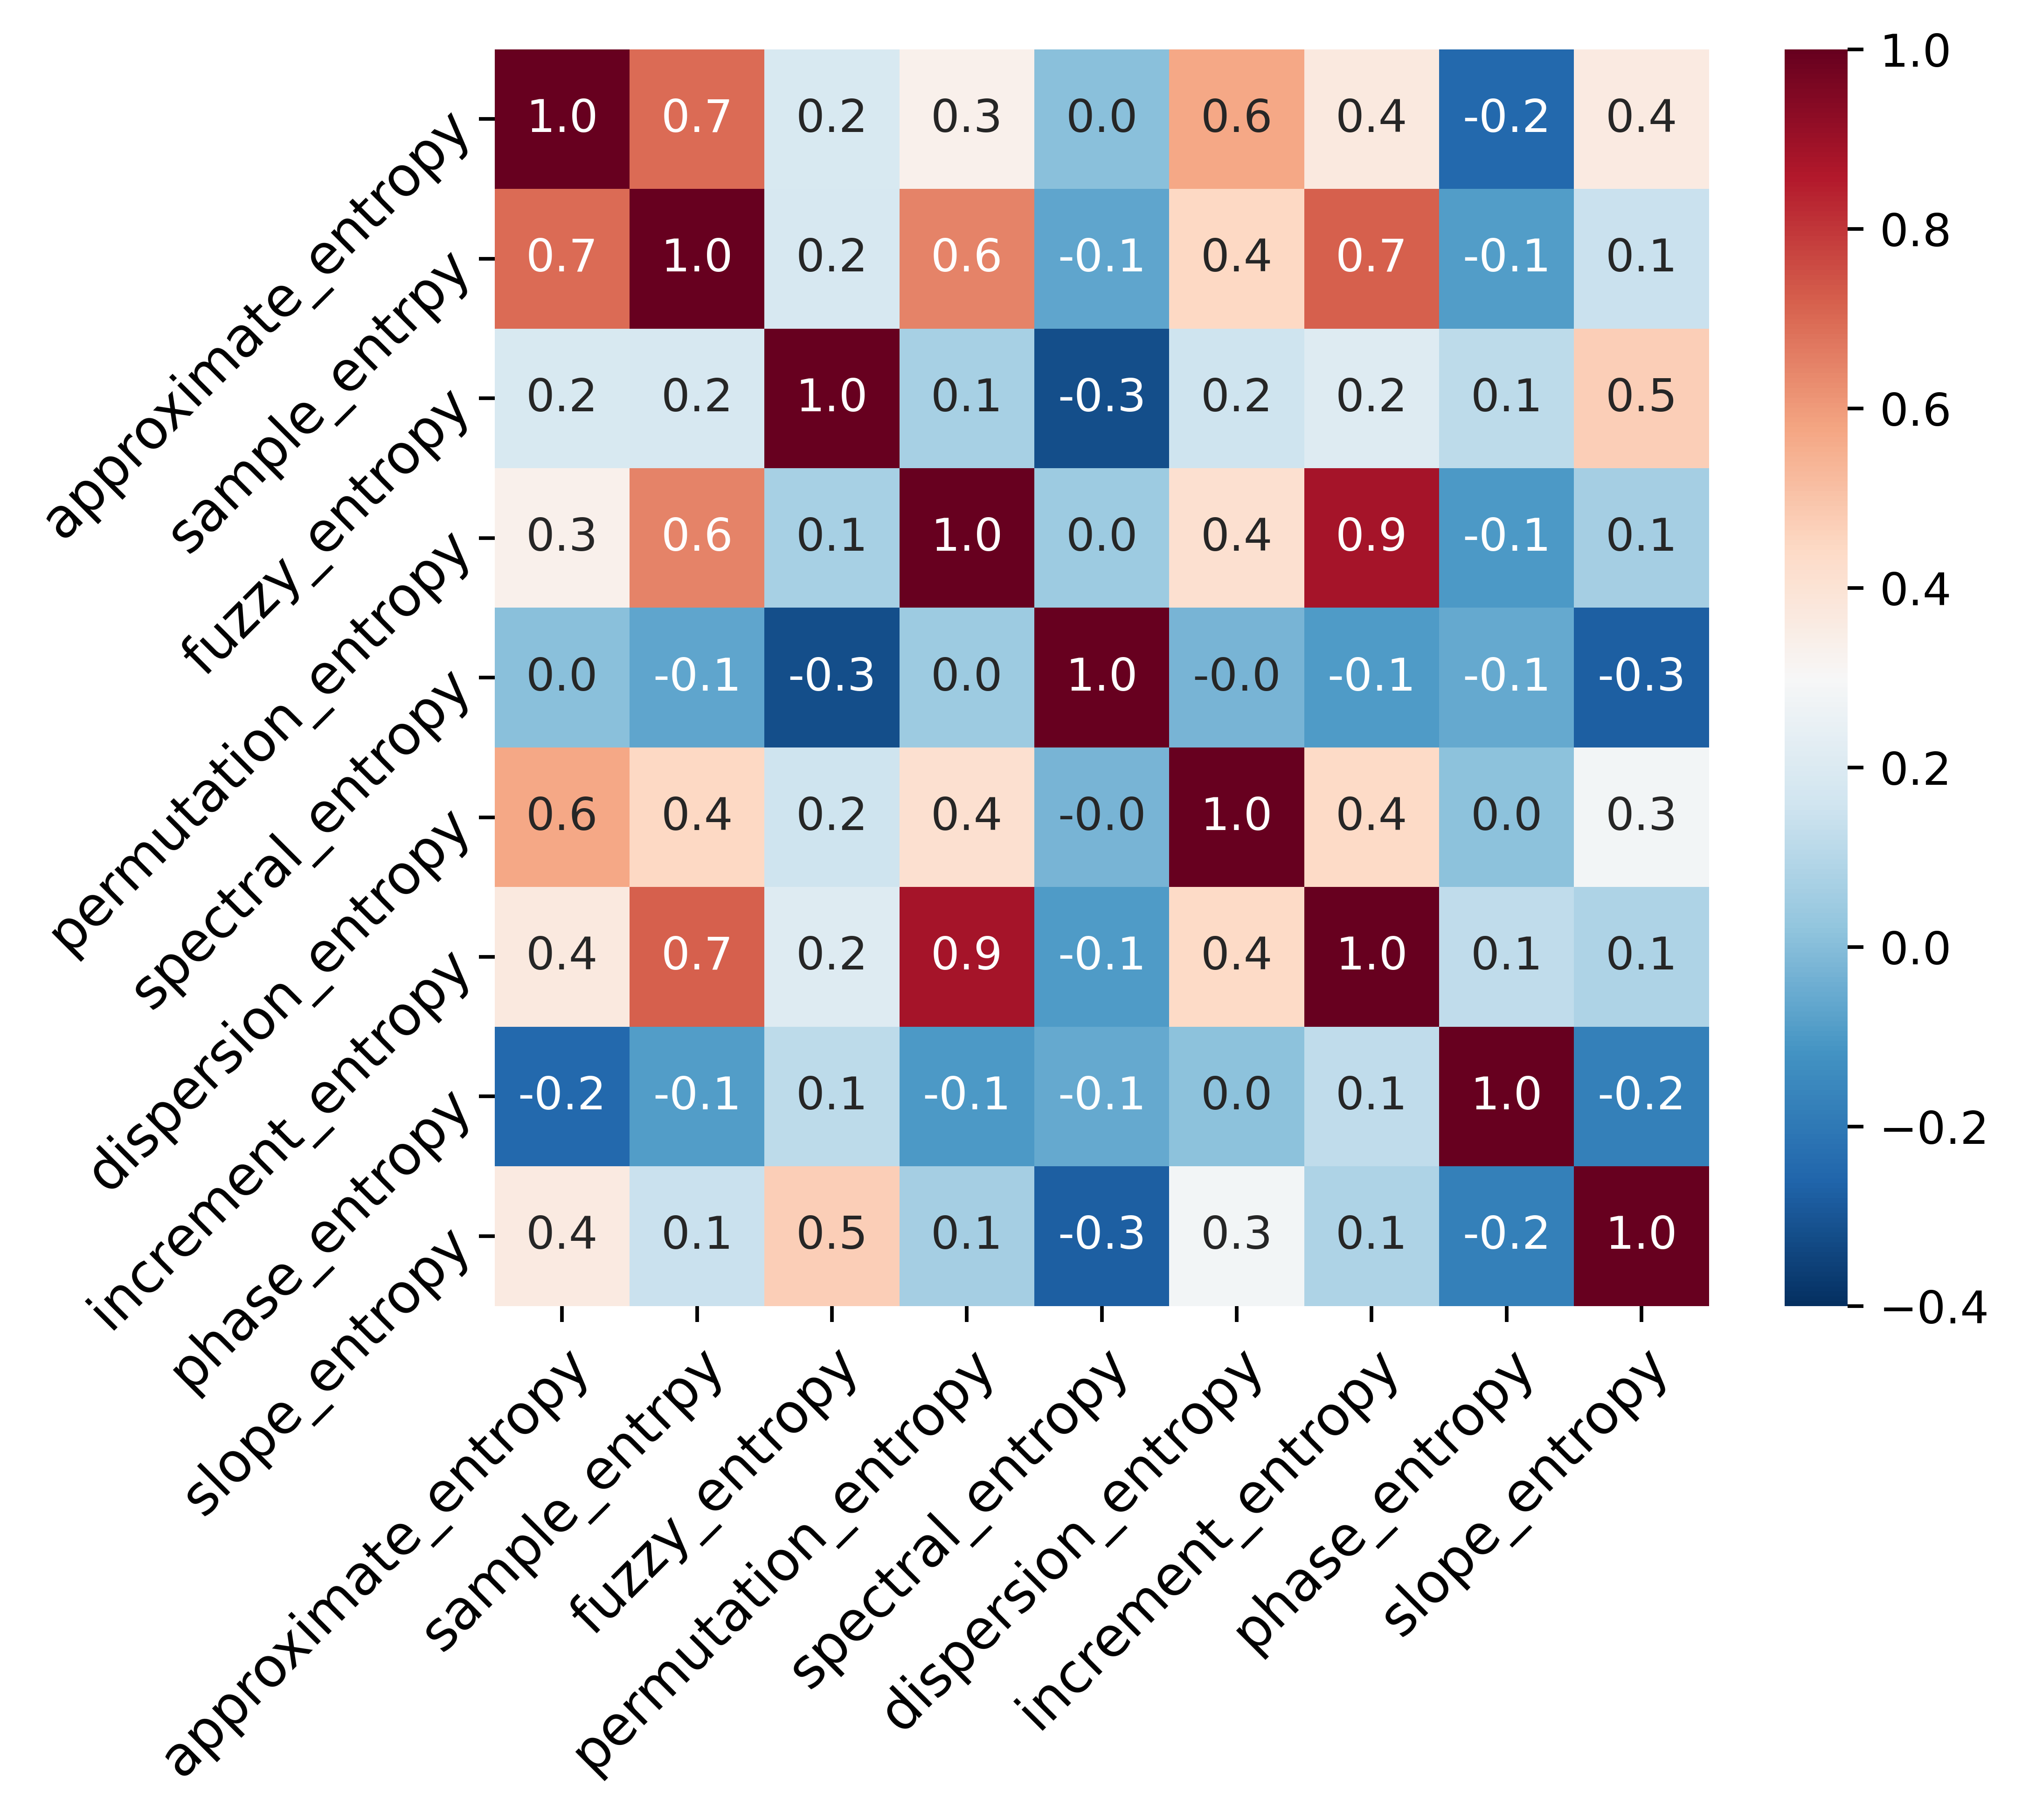 approximate_entropy 1.0 0.7 0.2 0.3 0.0 0.6 0.4 -0.2 0.4
sample_entrpy 0.7 1.0 0.2 0.6 -0.1 0.4 0.7 -0.1 0.1
fuzzy_entropy 0.2 0.2 1.0 0.1 -0.3 0.2 0.2 0.1 0.5
permutation_entropy 0.3 0.6 0.1 1.0 0.0 0.4 0.9 -0.1 0.1
spectral_entropy 0.0 -0.1 -0.3 0.0 1.0 -0.0 -0.1 -0.1 -0.3
dispersion_entropy 0.6 0.4 0.2 0.4 -0.0 1.0 0.4 0.0 0.3
increment_entropy 0.4 0.7 0.2 0.9 -0.1 0.4 1.0 0.1 0.1
phase_entropy -0.2 -0.1 0.1 -0.1 -0.1 0.0 0.1 1.0 -0.2
slope_entropy 0.4 0.1 0.5 0.1 -0.3 0.3 0.1 -0.2 1.0
approximate_entropy
sample_entrpy
fuzzy_entropy
permutation_entropy
spectral_entropy
dispersion_entropy
increment_entropy
phase_entropy
slope_entropy
1.0
0.8
0.6
0.4
0.2
0.0
−0.2
−0.4